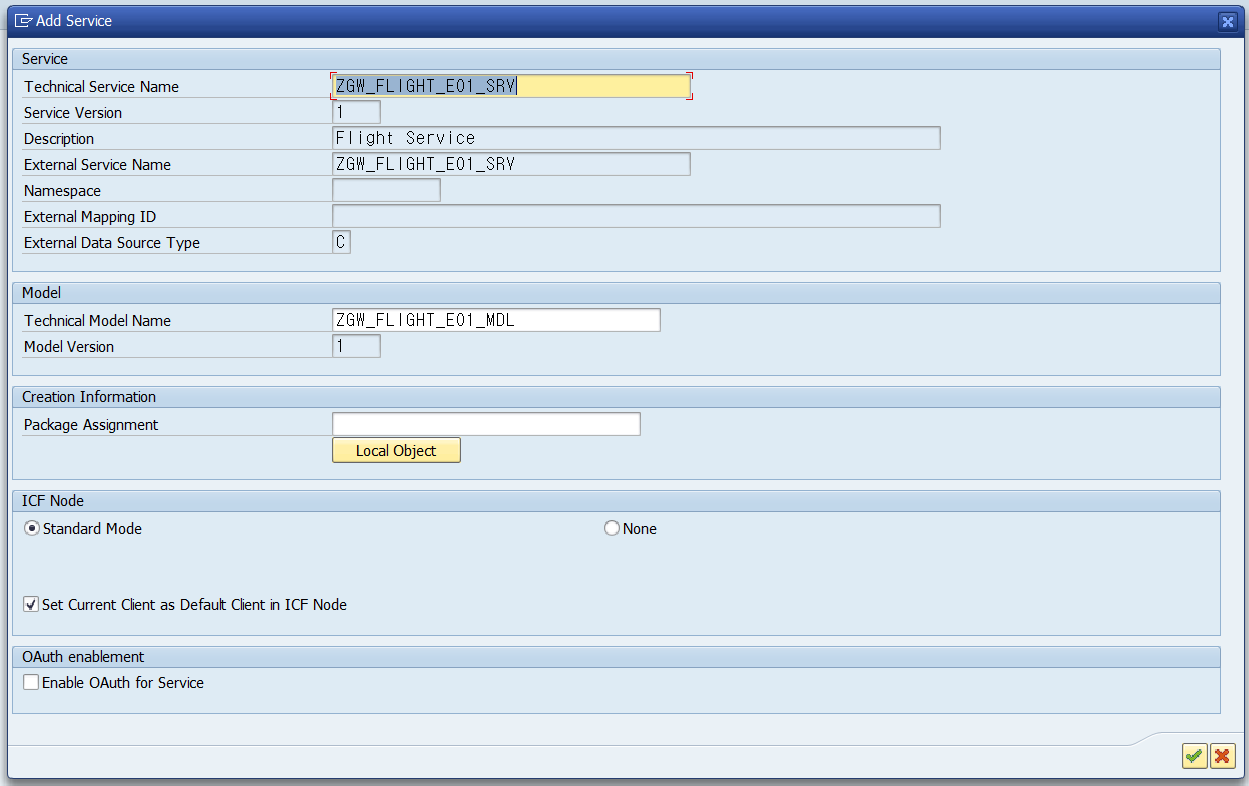 Add Service
Service
Technical Service Name ZGW_FLIGHT_E01_SRV
Service Version 1
Description Flight Service
External Service Name ZGW_FLIGHT_E01_SRV
Namespace
External Mapping ID
External Data Source Type C
Model
Technical Model Name ZGW_FLIGHT_E01_MDL
Model Version 1
Creation Information
Package Assignment
Local Object
ICF Node
Standard Mode None
Set Current Client as Default Client in ICF Node
OAuth enablement
Enable OAuth for Service